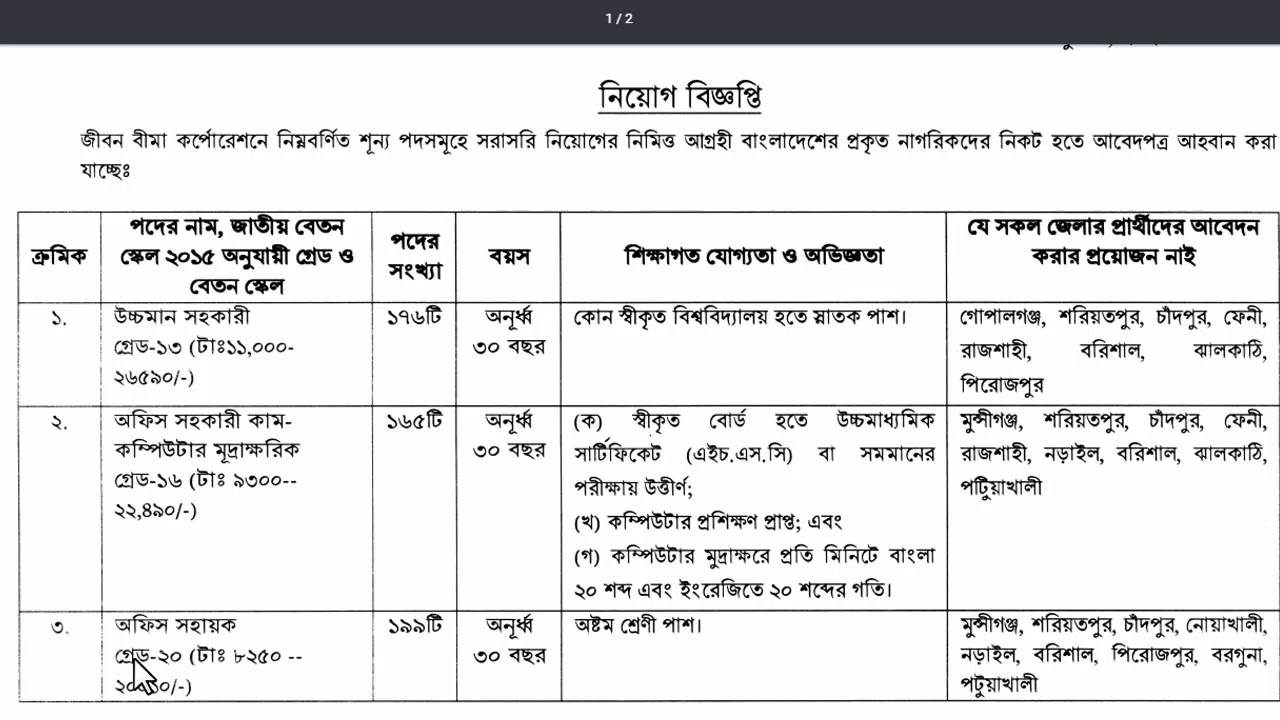 1 / 2
নিয়োগ বিজ্ঞপ্তি
জীবন বীমা কর্পোরেশনে নিম্নবর্ণিত শূন্য পদসমূহে সরাসরি নিয়োগের নিমিত্ত আগ্রহী বাংলাদেশের প্রকৃত নাগরিকদের নিকট হতে আবেদপত্র আহবান করা
যাচ্ছেঃ
ক্রমিক
পদের নাম, জাতীয় বেতন
স্কেল ২০১৫ অনুযায়ী গ্রেড ও
বেতন স্কেল
পদের
সংখ্যা
বয়স
শিক্ষাগত যোগ্যতা ও অভিজ্ঞতা
যে সকল জেলার প্রার্থীদের আবেদন
করার প্রয়োজন নাই
১.
উচ্চমান সহকারী
গ্রেড-১৩ (টাঃ১১,০০০-
২৬৫৯০/-)
১৭৬টি
অনূর্ধ্ব
৩০ বছর
কোন স্বীকৃত বিশ্ববিদ্যালয় হতে স্নাতক পাশ।
গোপালগঞ্জ, শরিয়তপুর, চাঁদপুর, ফেনী,
রাজশাহী, বরিশাল, ঝালকাঠি,
পিরোজপুর
২.
অফিস সহকারী কাম-
কম্পিউটার মূদ্রাক্ষরিক
গ্রেড-১৬ (টাঃ ৯৩০০--
২২,৪৯০/-)
১৬৫টি
অনূর্ধ্ব
৩০ বছর
(ক) স্বীকৃত বোর্ড হতে উচ্চমাধ্যমিক
সার্টিফিকেট (এইচ.এস.সি) বা সমমানের
পরীক্ষায় উত্তীর্ণ;
(খ) কম্পিউটার প্রশিক্ষণ প্রাপ্ত; এবং
(গ) কম্পিউটার মুদ্রাক্ষরে প্রতি মিনিটে বাংলা
২০ শব্দ এবং ইংরেজিতে ২০ শব্দের গতি।
মুন্সীগঞ্জ, শরিয়তপুর, চাঁদপুর, ফেনী,
রাজশাহী, নড়াইল, বরিশাল, ঝালকাঠি,
পটুিয়াখালী
৩.
অফিস সহায়ক
গ্রেড-২০ (টাঃ ৮২৫০ --
১৯৯টি
অনূর্ধ্ব
৩০ বছর
অষ্টম শ্রেণী পাশ।
মুন্সীগঞ্জ, শরিয়তপুর, চাঁদপুর, নোয়াখালী,
নড়াইল, বরিশাল, পিরোজপুর, বরগুনা,
পটুয়াখালী